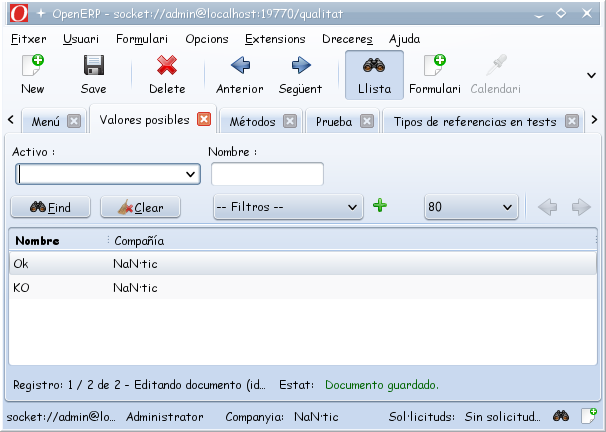 OpenERP - socket://admin@localhost:19770/qualitat
Fitxer Usuari Formulari Opcions Extensions Dreceres Ajuda
New Save Delete Anterior Següent Llista Formulari Calendari
Menú Valores posibles Métodos Prueba Tipos de referencias en tests
Activo : Nombre :
Find Clear -- Filtros -- 80
Nombre Compañía
Ok NaN·tic
KO NaN·tic
Registro: 1 / 2 de 2 - Editando documento (id... Estat: Documento guardado.
socket://admin@lo... Administrator Companyia: NaN·tic Sol·licituds: Sin solicitud...